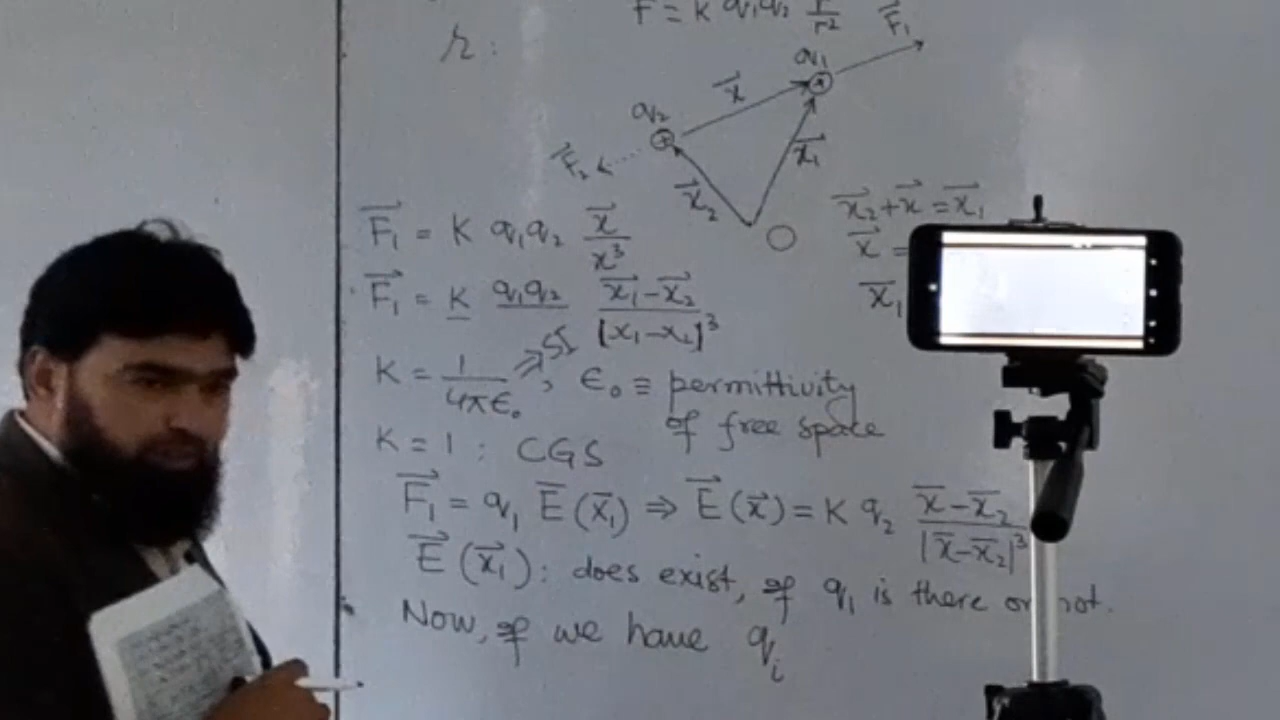 F = K q₁q₂ r/r²
r :
F⃗₁
q₁
x⃗
q₂
x⃗₁
F⃗₂
x⃗₂
x⃗₂ + x⃗ = x⃗₁
F⃗₁ = K q₁q₂ x⃗/x³
x⃗ =
F⃗₁ = K q₁q₂ (x⃗₁ - x⃗₂)/|x₁ - x₂|³
x̄₁
K = 1/4πϵ₀ ⇒ SI, ϵ₀ ≡ permittivity
of free space
K = 1 : CGS
F⃗₁ = q₁ E̅(x̄₁) ⇒ E⃗(x⃗) = K q₂ (x̄ - x̄₂)/|x̄ - x̄₂|³
E⃗(x⃗₁) : does exist, if q₁ is there or not.
Now, if we have qᵢ